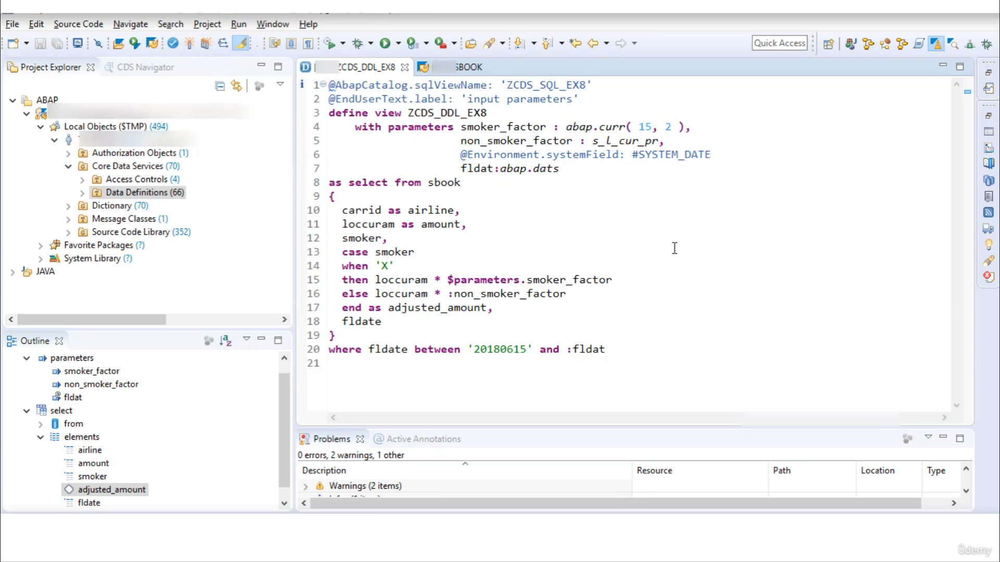 File Edit Source Code Navigate Search Project Run Window Help
Quick Access
Project Explorer CDS Navigator
ABAP
Local Objects ($TMP) (494)
Authorization Objects (1)
Core Data Services (70)
Access Controls (4)
Data Definitions (66)
Dictionary (70)
Message Classes (1)
Source Code Library (352)
Favorite Packages (?)
System Library (?)
JAVA
Outline
parameters
smoker_factor
non_smoker_factor
fldat
select
from
elements
airline
amount
smoker
adjusted_amount
fldate
ZCDS_DDL_EX8 SBOOK
1 @AbapCatalog.sqlViewName: 'ZCDS_SQL_EX8'
2 @EndUserText.label: 'input parameters'
3 define view ZCDS_DDL_EX8
4 with parameters smoker_factor : abap.curr( 15, 2 ),
5 non_smoker_factor : s_l_cur_pr,
6 @Environment.systemField: #SYSTEM_DATE
7 fldat:abap.dats
8 as select from sbook
9 {
10 carrid as airline,
11 loccuram as amount,
12 smoker,
13 case smoker
14 when 'X'
15 then loccuram * $parameters.smoker_factor
16 else loccuram * :non_smoker_factor
17 end as adjusted_amount,
18 fldate
19 }
20 where fldate between '20180615' and :fldat
21
Problems Active Annotations
0 errors, 2 warnings, 1 other
Description Resource Path Location Type
Warnings (2 items)
udemy